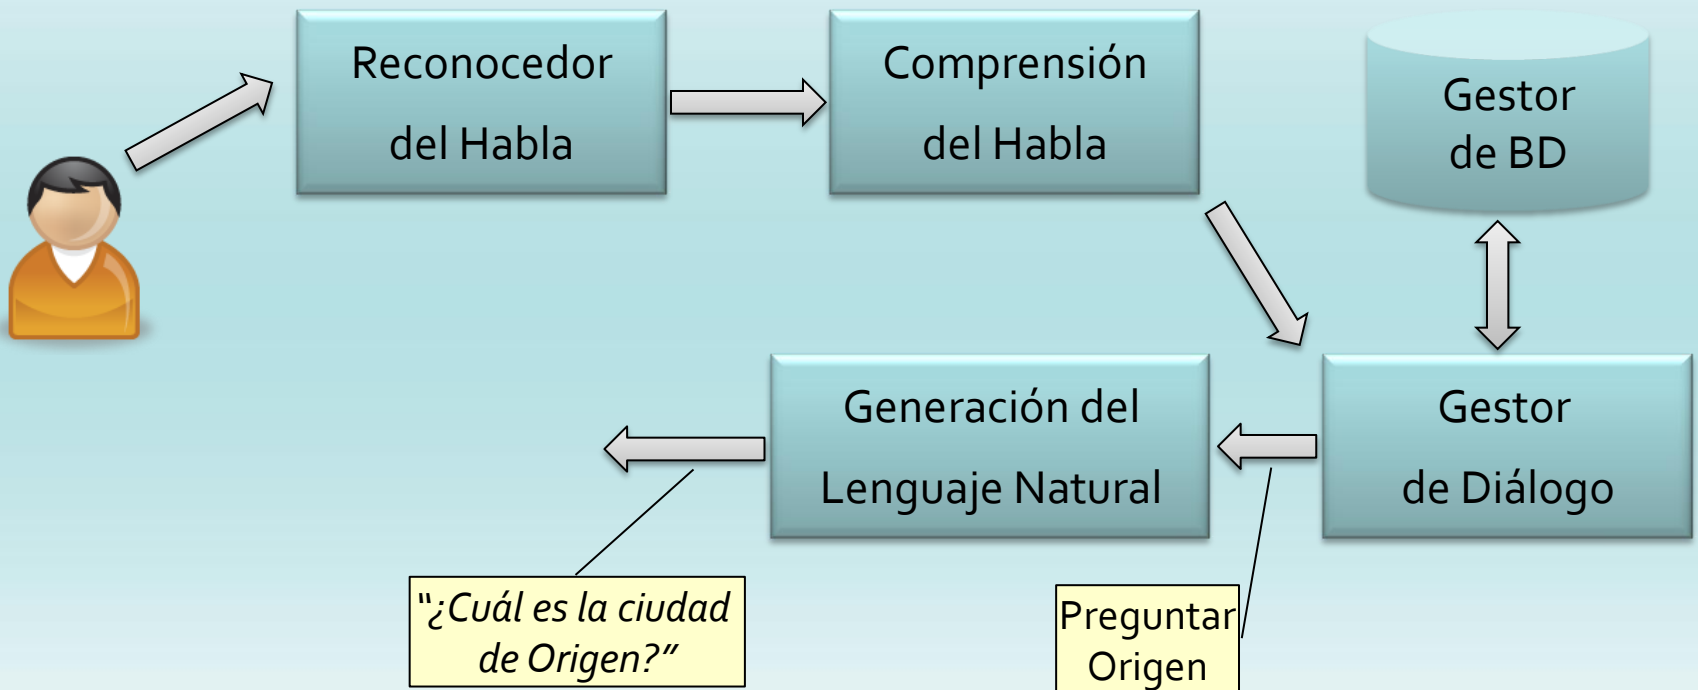 Reconocedor
del Habla
Comprensión
del Habla
Gestor
de BD
Generación del
Lenguaje Natural
Gestor
de Diálogo
“¿Cuál es la ciudad
de Origen?”
Preguntar
Origen